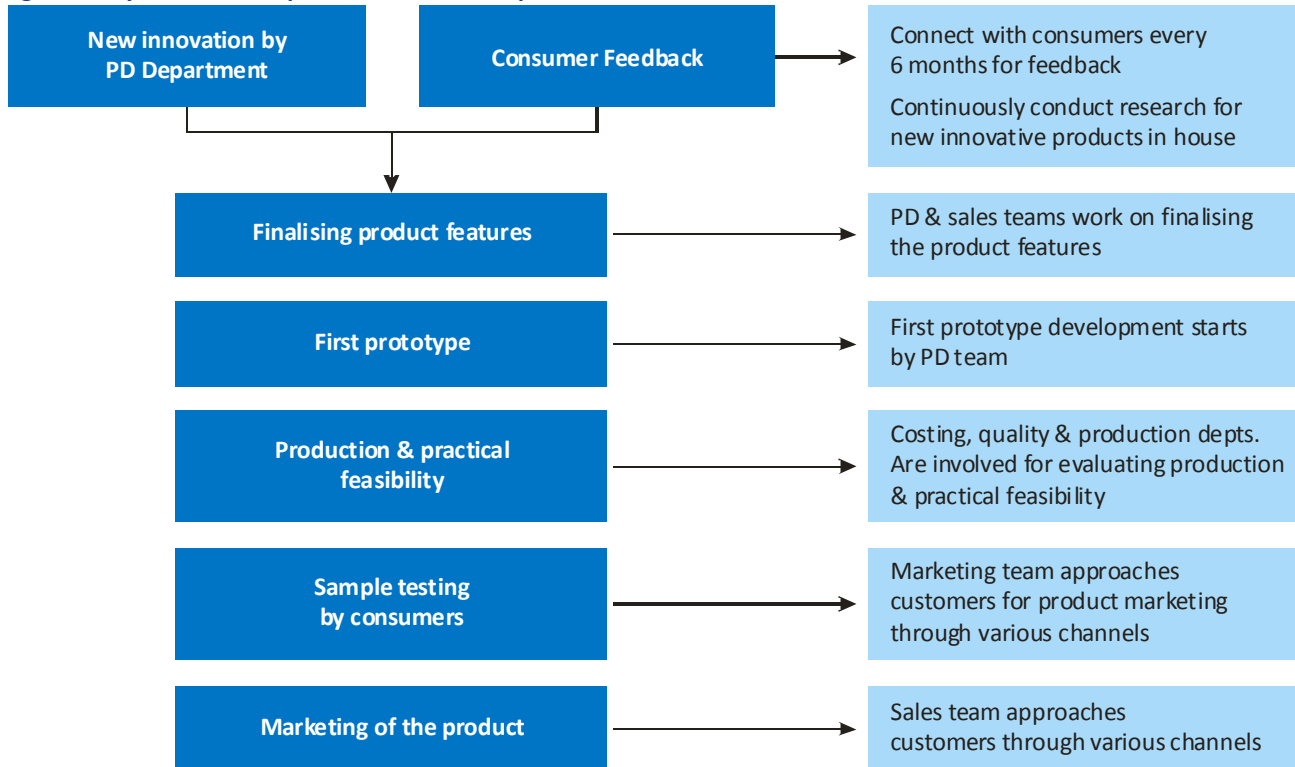 New innovation by
PD Department
Consumer Feedback
Connect with consumers every
6 months for feedback
Continuously conduct research for
new innovative products in house
Finalising product features
PD & sales teams work on finalising
the product features
First prototype
First prototype development starts
by PD team
Production & practical
feasibility
Costing, quality & production depts.
Are involved for evaluating production
& practical feasibility
Sample testing
by consumers
Marketing team approaches
customers for product marketing
through various channels
Marketing of the product
Sales team approaches
customers through various channels